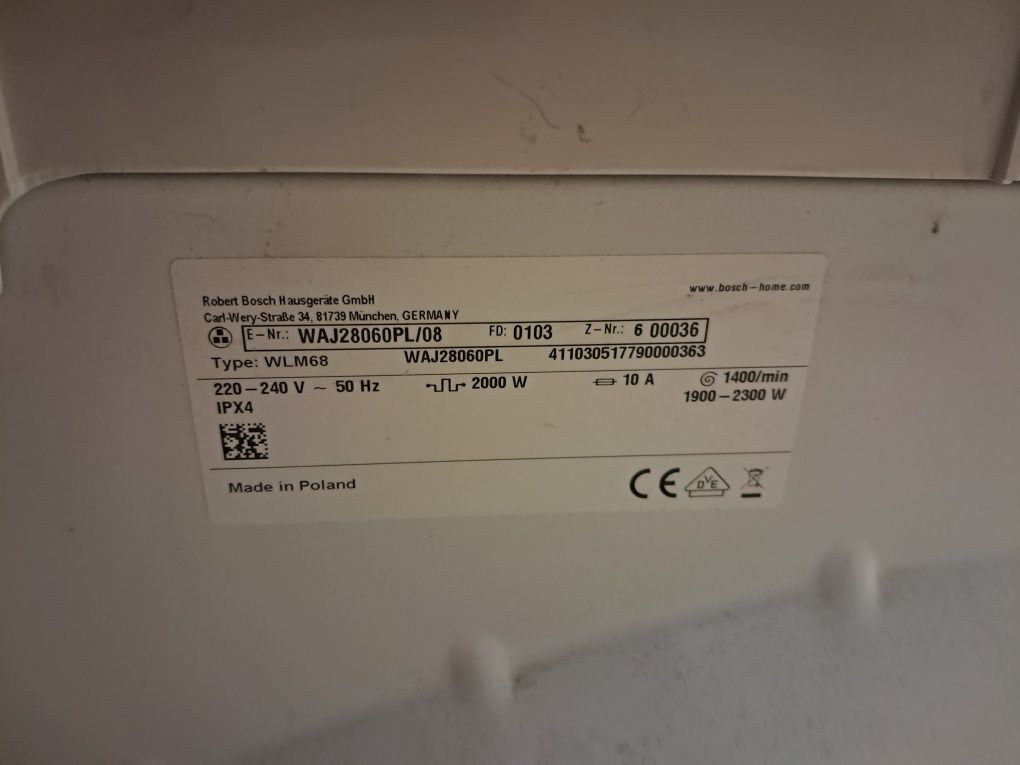 www.bosch-home.com
Robert Bosch Hausgeräte GmbH
Carl-Wery-Straße 34, 81739 München, GERMANY
E-Nr.: WAJ28060PL/08 FD: 0103 Z-Nr.: 6 00036
Type: WLM68 WAJ28060PL 411030517790000363
220-240 V ~ 50 Hz 2000 W 10 A 1400/min
IPX4 1900-2300 W
Made in Poland CE DVE